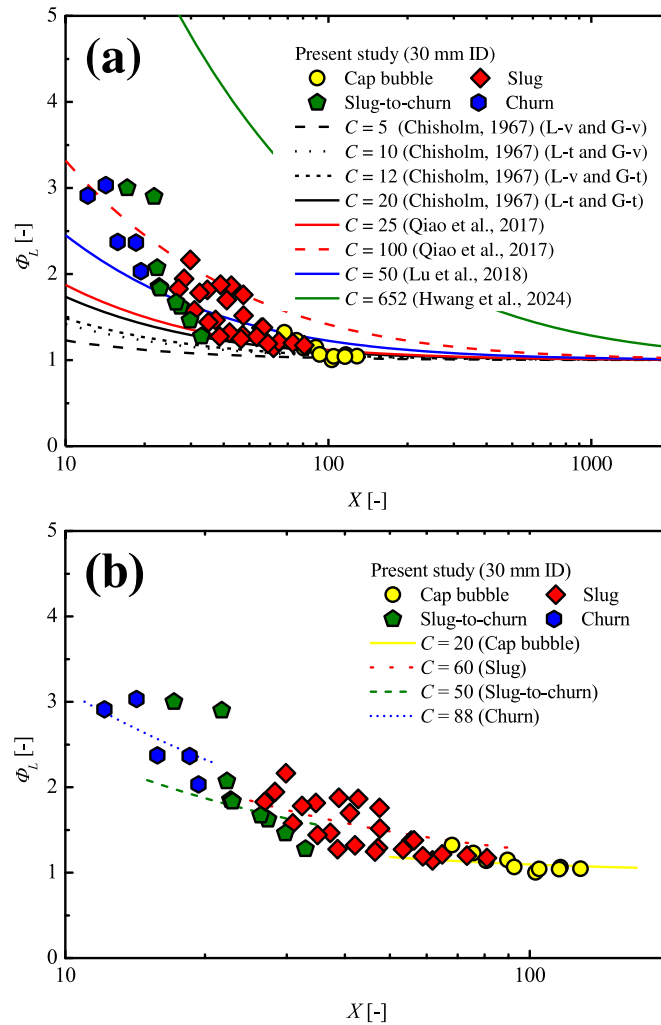 (a)
Present study (30 mm ID)
Cap bubble Slug
Slug-to-churn Churn
C = 5 (Chisholm, 1967) (L-v and G-v)
C = 10 (Chisholm, 1967) (L-t and G-v)
C = 12 (Chisholm, 1967) (L-v and G-t)
C = 20 (Chisholm, 1967) (L-t and G-t)
C = 25 (Qiao et al., 2017)
C = 100 (Qiao et al., 2017)
C = 50 (Lu et al., 2018)
C = 652 (Hwang et al., 2024)
5
4
3
2
1
0
Φ_L [-]
10 100 1000
X [-]
(b)
Present study (30 mm ID)
Cap bubble Slug
Slug-to-churn Churn
C = 20 (Cap bubble)
C = 60 (Slug)
C = 50 (Slug-to-churn)
C = 88 (Churn)
5
4
3
2
1
0
Φ_L [-]
10 100
X [-]